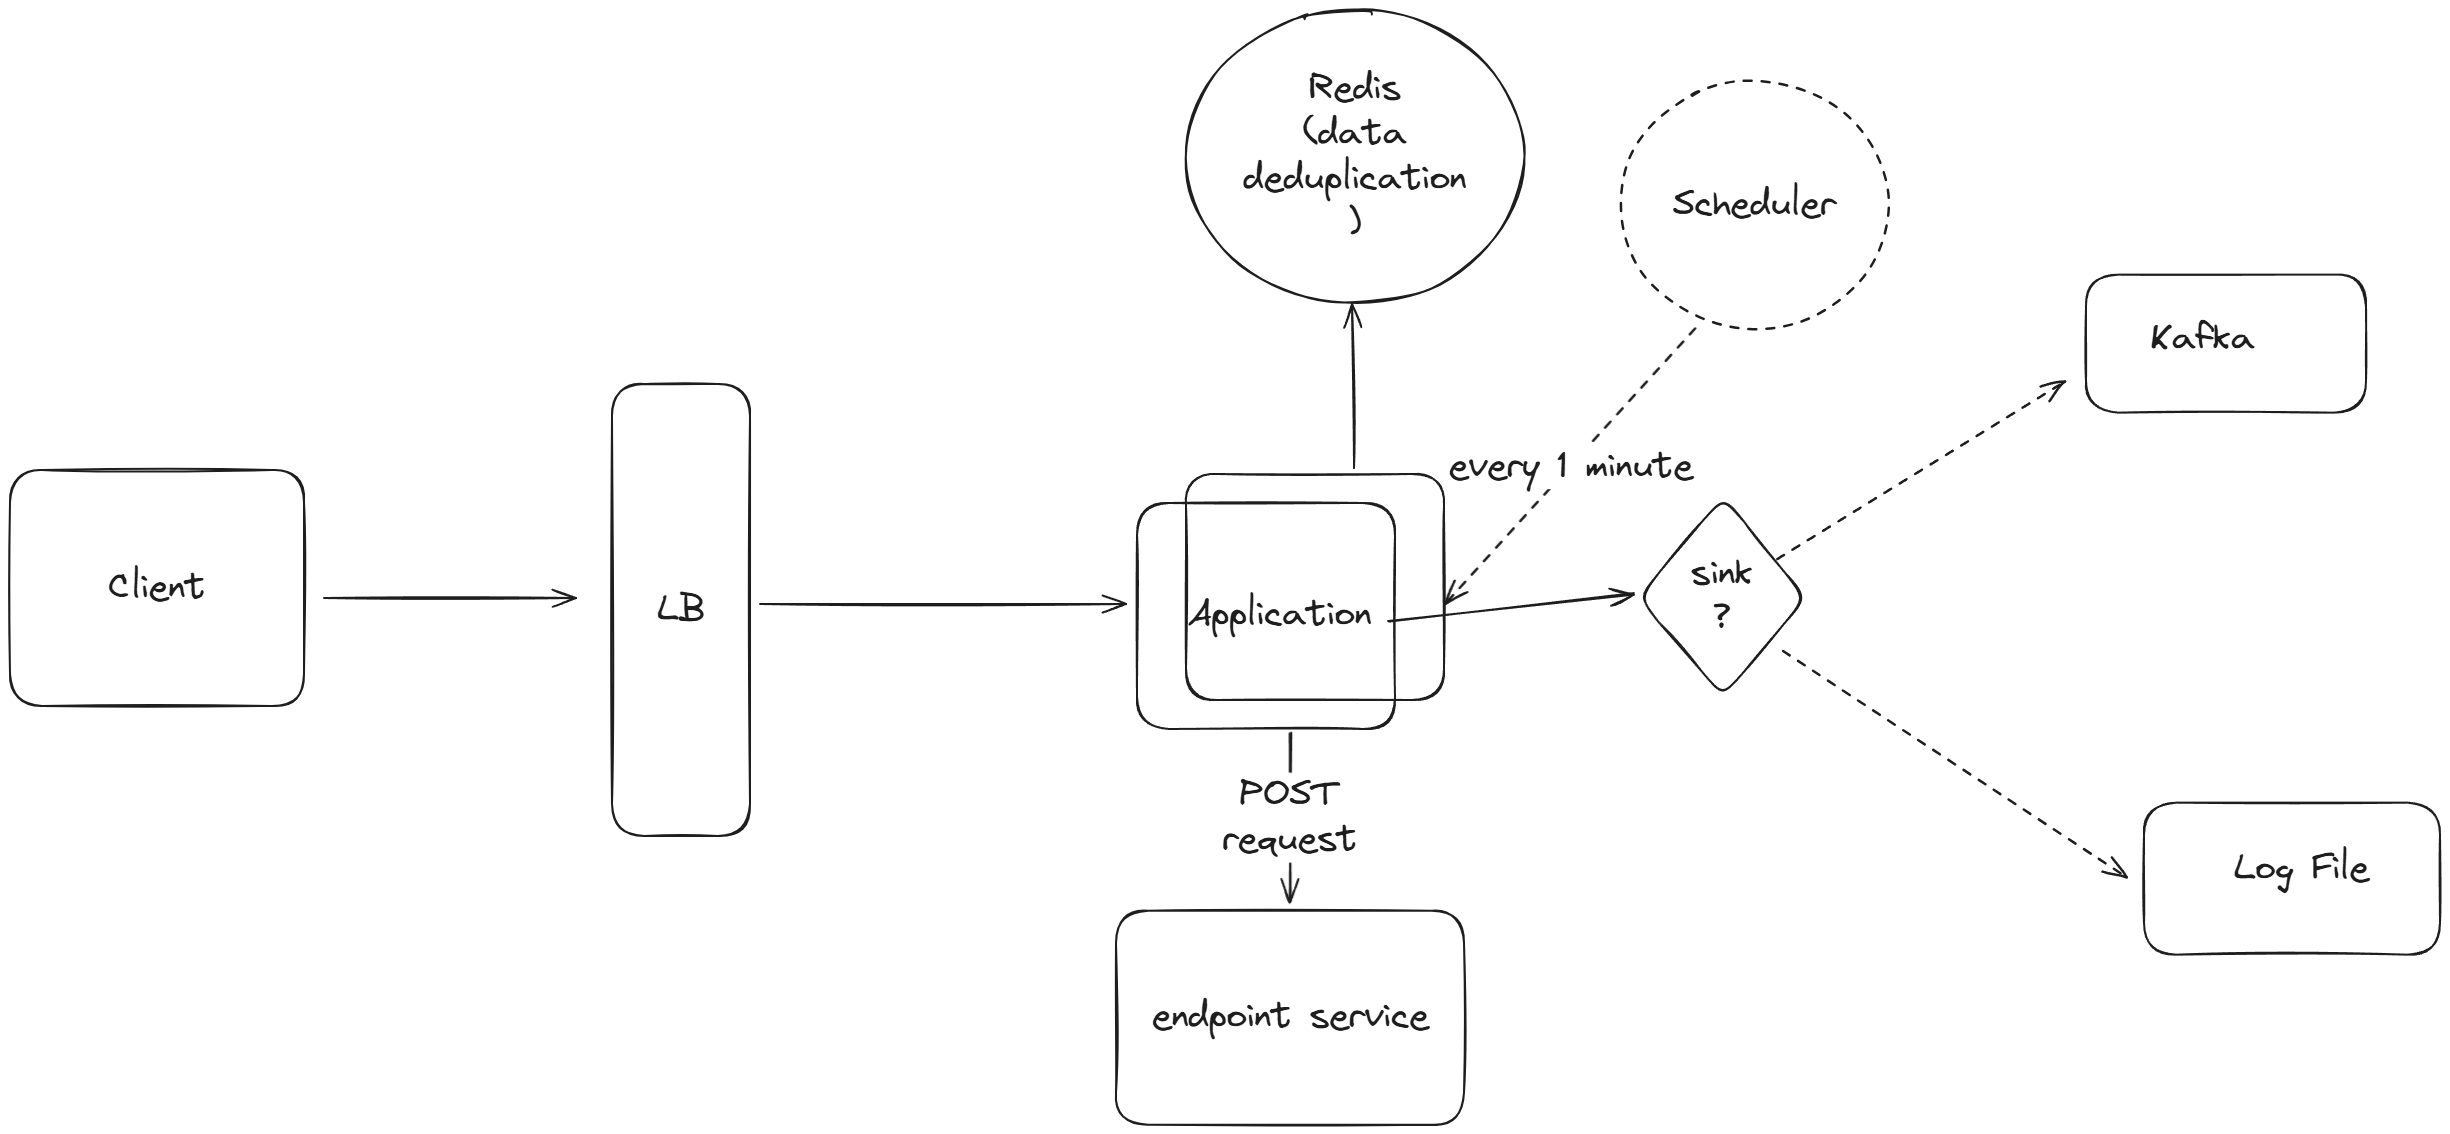 Redis
(data
deduplication
)
Scheduler
Kafka
every 1 minute
Client
LB
Application
sink
?
POST
request
Log File
endpoint service